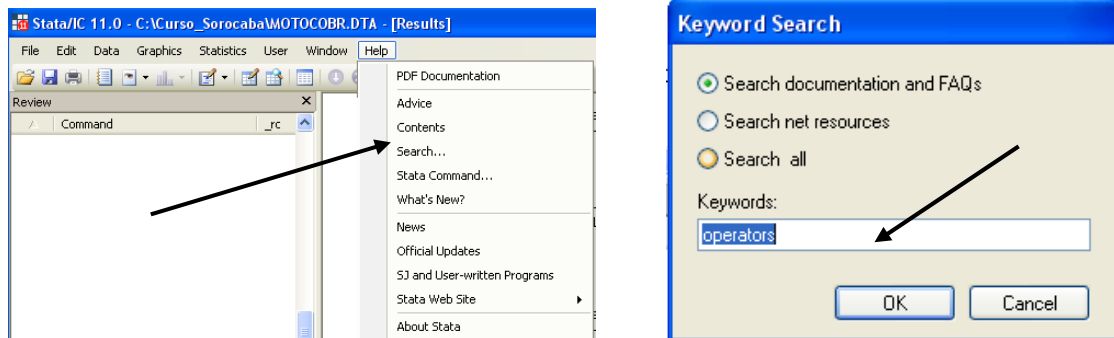 Stata/IC 11.0 - C:\Curso_Sorocaba\MOTOCOBR.DTA - [Results]
File Edit Data Graphics Statistics User Window Help
Review
Command _rc
PDF Documentation
Advice
Contents
Search...
Stata Command...
What's New?
News
Official Updates
SJ and User-written Programs
Stata Web Site
About Stata
Keyword Search
Search documentation and FAQs
Search net resources
Search all
Keywords:
operators
OK Cancel